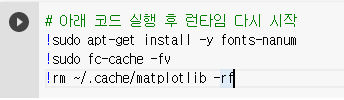 # 아래 코드 실행 후 런타임 다시 시작
!sudo apt-get install -y fonts-nanum
!sudo fc-cache -fv
!rm ~/.cache/matplotlib -rf